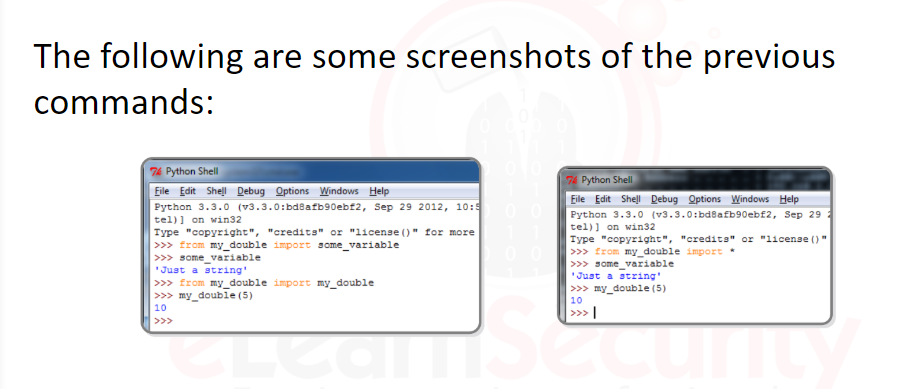 The following are some screenshots of the previous
commands:
Python Shell
File Edit Shell Debug Options Windows Help
Python 3.3.0 (v3.3.0:bd8afb90ebf2, Sep 29 2012, 10:5
tel)] on win32
Type "copyright", "credits" or "license()" for more
>>> from my_double import some_variable
>>> some_variable
'Just a string'
>>> from my_double import my_double
>>> my_double(5)
10
>>>
Python Shell
File Edit Shell Debug Options Windows Help
Python 3.3.0 (v3.3.0:bd8afb90ebf2, Sep 29 2
tel)] on win32
Type "copyright", "credits" or "license()"
>>> from my_double import *
>>> some_variable
'Just a string'
>>> my_double(5)
10
>>>
eLearnSecurity